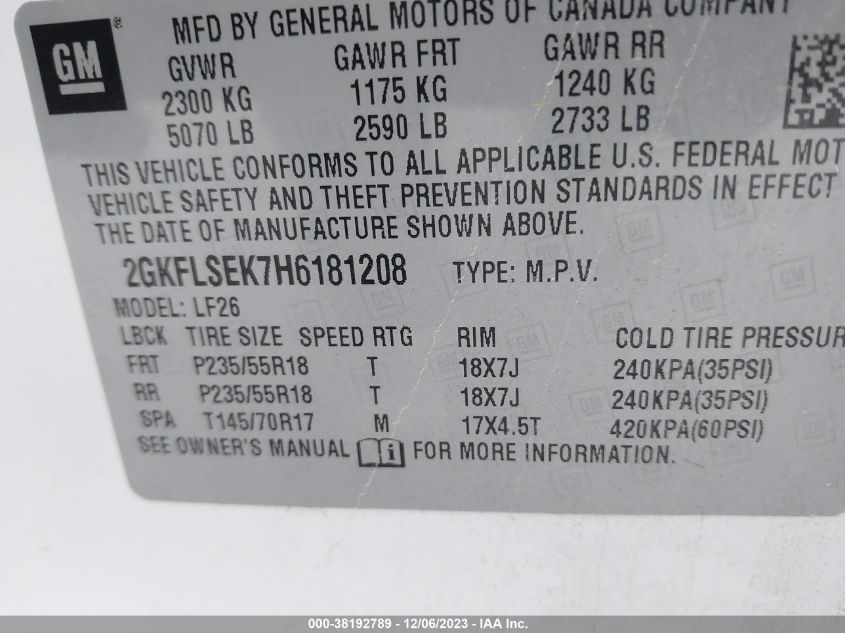 GM®
MFD BY GENERAL MOTORS OF CANADA COMPANY
GVWR GAWR FRT GAWR RR
2300 KG 1175 KG 1240 KG
5070 LB 2590 LB 2733 LB
THIS VEHICLE CONFORMS TO ALL APPLICABLE U.S. FEDERAL MOT
VEHICLE SAFETY AND THEFT PREVENTION STANDARDS IN EFFECT
THE DATE OF MANUFACTURE SHOWN ABOVE.
2GKFLSEK7H6181208 TYPE: M.P.V.
MODEL: LF26
LBCK TIRE SIZE SPEED RTG RIM COLD TIRE PRESSUR
FRT P235/55R18 T 18X7J 240KPA(35PSI)
RR P235/55R18 T 18X7J 240KPA(35PSI)
SPA T145/70R17 M 17X4.5T 420KPA(60PSI)
SEE OWNER'S MANUAL i FOR MORE INFORMATION.
000-38192789 - 12/06/2023 - IAA Inc.